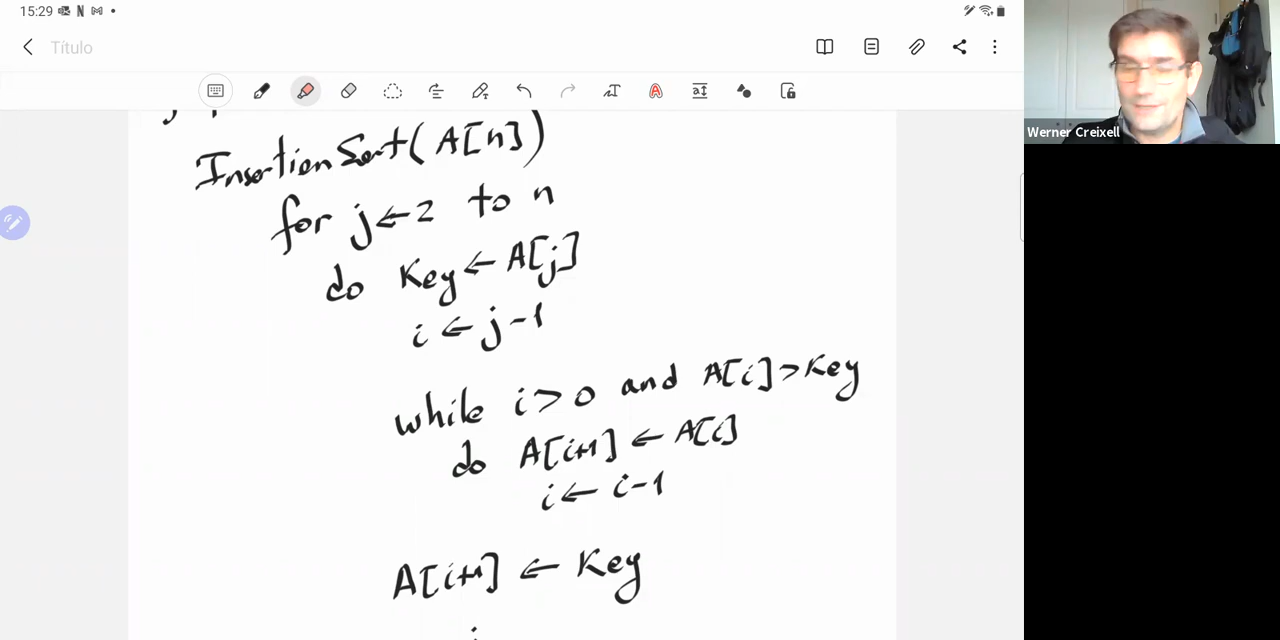 15:29
Título
InsertionSort(A[n])
for j←2 to n
do Key←A[j]
i←j-1
while i>0 and A[i]>Key
do A[i+1]←A[i]
i←i-1
A[i+1]←Key
Werner Creixell